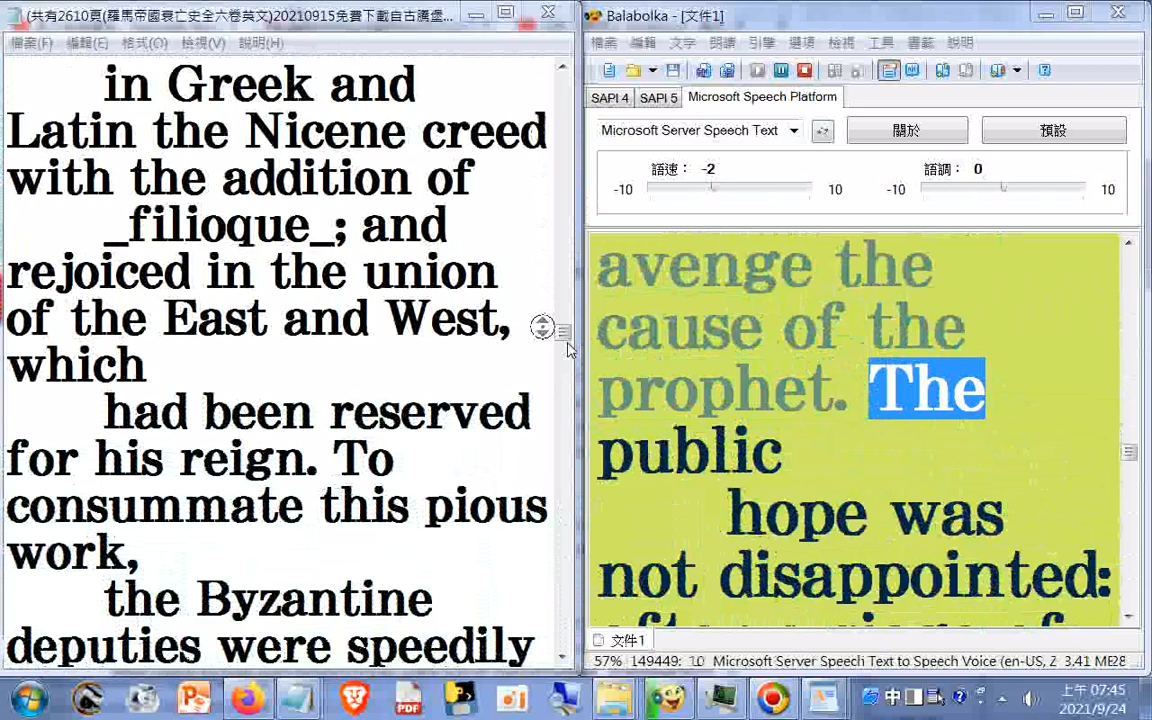 (共有2610頁(羅馬帝國衰亡史全六卷英文)20210915免費下載自古騰堡...
檔案(F) 編輯(E) 格式(O) 檢視(V) 說明(H)
in Greek and
Latin the Nicene creed
with the addition of
_filioque_; and
rejoiced in the union
of the East and West,
which
had been reserved
for his reign. To
consummate this pious
work,
the Byzantine
deputies were speedily
Balabolka - [文件1]
檔案 編輯 文字 朗讀 引擎 選項 檢視 工具 書籤 說明
SAPI 4 SAPI 5 Microsoft Speech Platform
Microsoft Server Speech Text 關於 預設
語速： -2 語調： 0
-10 10 -10 10
avenge the
cause of the
prophet. The
public
hope was
not disappointed:
文件1
57% 149449: 10 Microsoft Server Speech Text to Speech Voice (en-US, Z 3,41 ME28
PDF 中 上午 07:45
2021/9/24